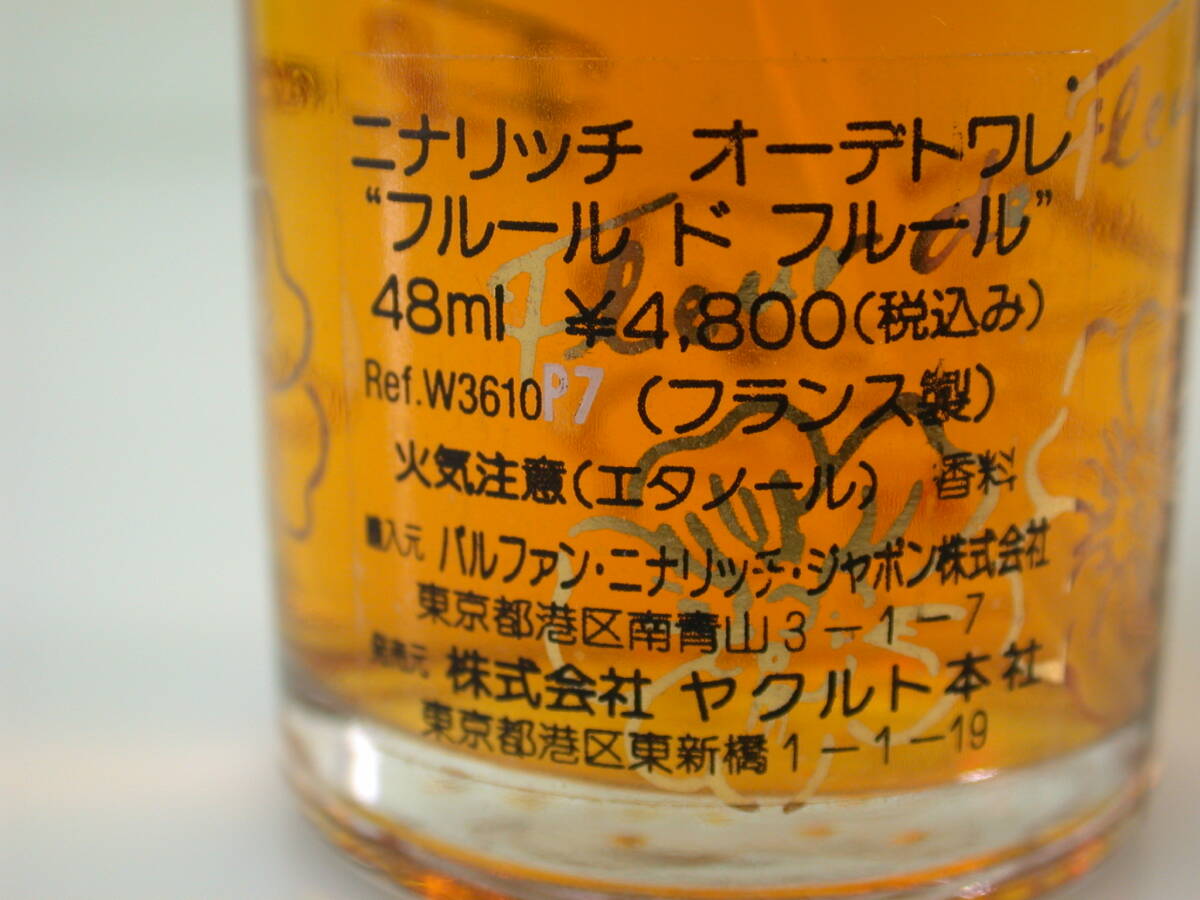 ニナリッチ オーデトワレ
“フルール ド フルール”
48ml ¥4,800(税込み)
Ref.W3610P7 (フランス製)
火気注意(エタノール) 香料
輸入元 パルファン・ニナリッチ・ジャポン株式会社
東京都港区南青山3-1-7
発売元 株式会社 ヤクルト本社
東京都港区東新橋1-1-19
Fleur de Fleurs